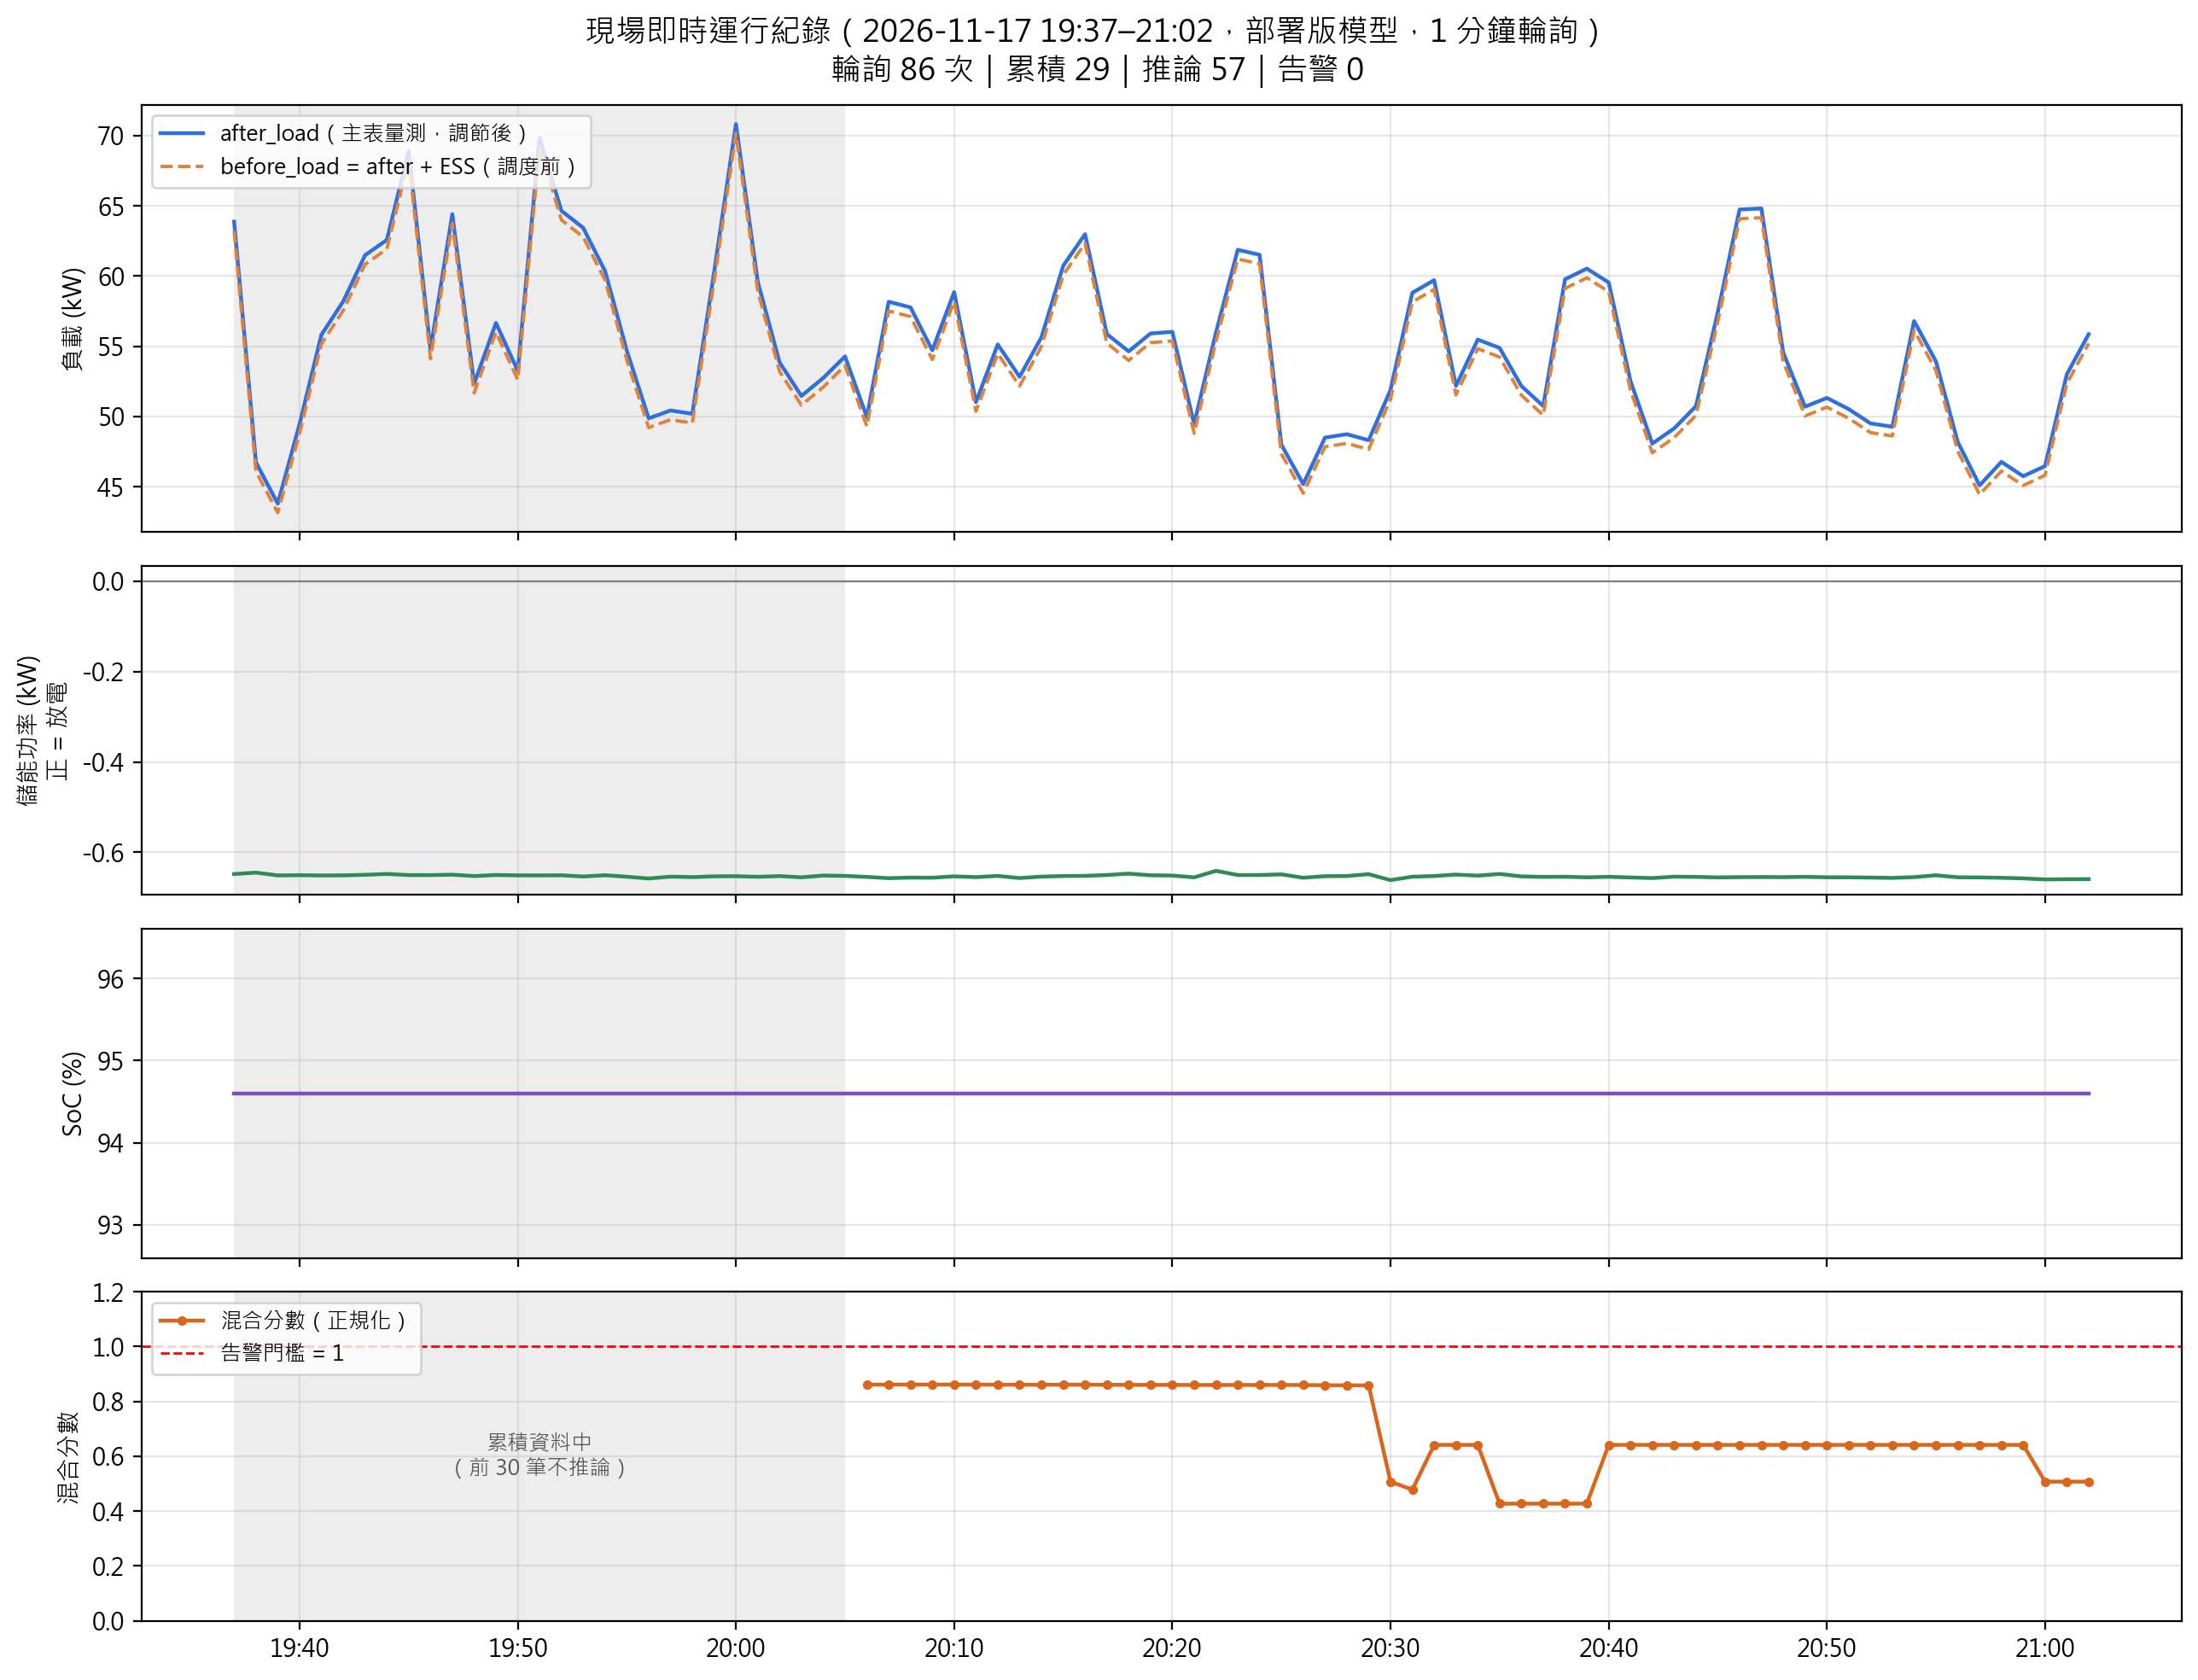 現場即時運行紀錄（2026-11-17 19:37–21:02，部署版模型，1 分鐘輪詢）
輪詢 86 次｜累積 29｜推論 57｜告警 0
after_load（主表量測，調節後）
before_load = after + ESS（調度前）
負載 (kW)
70
65
60
55
50
45
儲能功率 (kW)
正 = 放電
0.0
-0.2
-0.4
-0.6
SoC (%)
96
95
94
93
混合分數（正規化）
告警門檻 = 1
混合分數
1.2
1.0
0.8
0.6
0.4
0.2
0.0
累積資料中
（前 30 筆不推論）
19:40 19:50 20:00 20:10 20:20 20:30 20:40 20:50 21:00